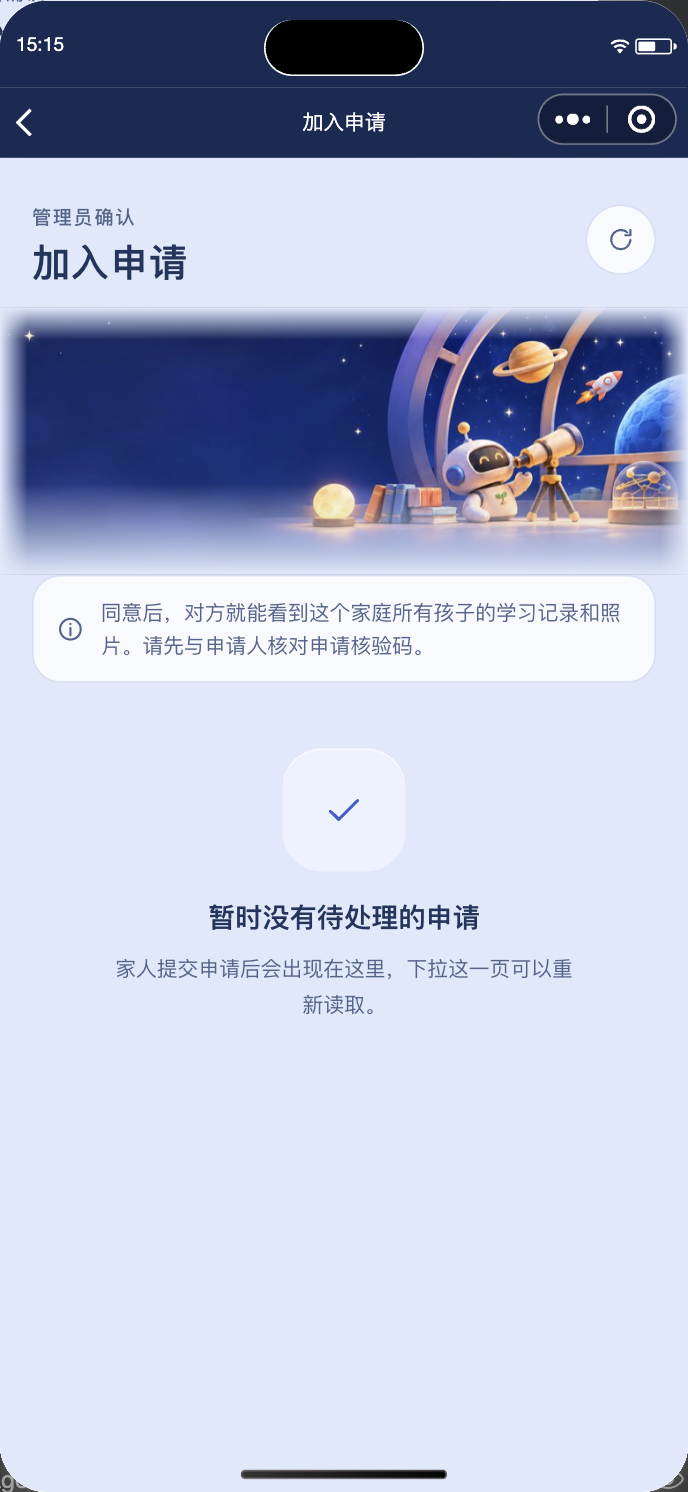 15:15
加入申请
管理员确认
加入申请
同意后，对方就能看到这个家庭所有孩子的学习记录和照
片。请先与申请人核对申请核验码。
暂时没有待处理的申请
家人提交申请后会出现在这里，下拉这一页可以重
新读取。